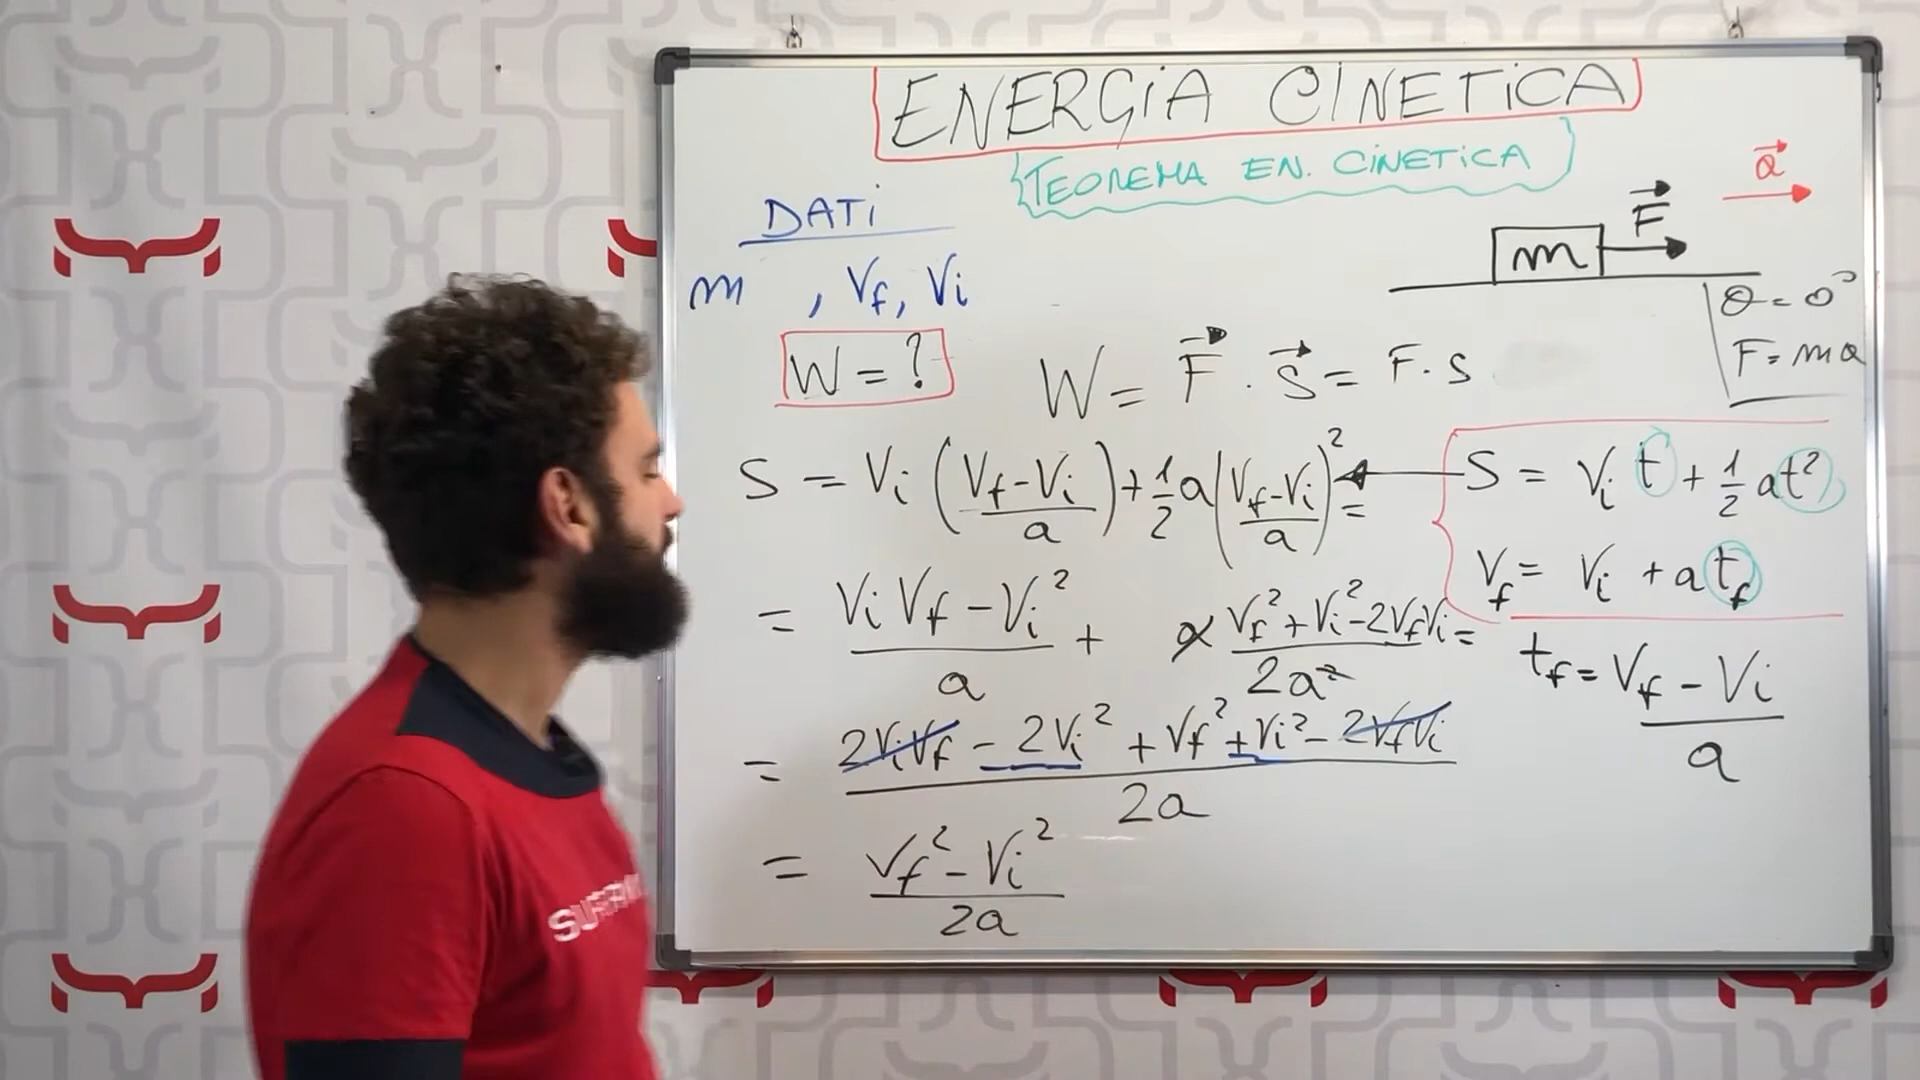 ENERGiA CiNETiCA
TEOREMA EN. CiNETiCA
DATi
m , Vf, Vi
a⃗
m F⃗
θ = 0°
F = ma
W = ?
W = F⃗ · S⃗ = F · S
S = Vi (Vf - Vi / a) + 1/2 a (Vf - Vi / a)² =
S = Vi t + 1/2 at²
Vf = Vi + a tf
= Vi Vf - Vi² / a + a Vf² + Vi² - 2VfVi / 2a² =
tf = Vf - Vi / a
= 2ViVf - 2Vi² + Vf² + Vi² - 2VfVi / 2a
= Vf² - Vi² / 2a